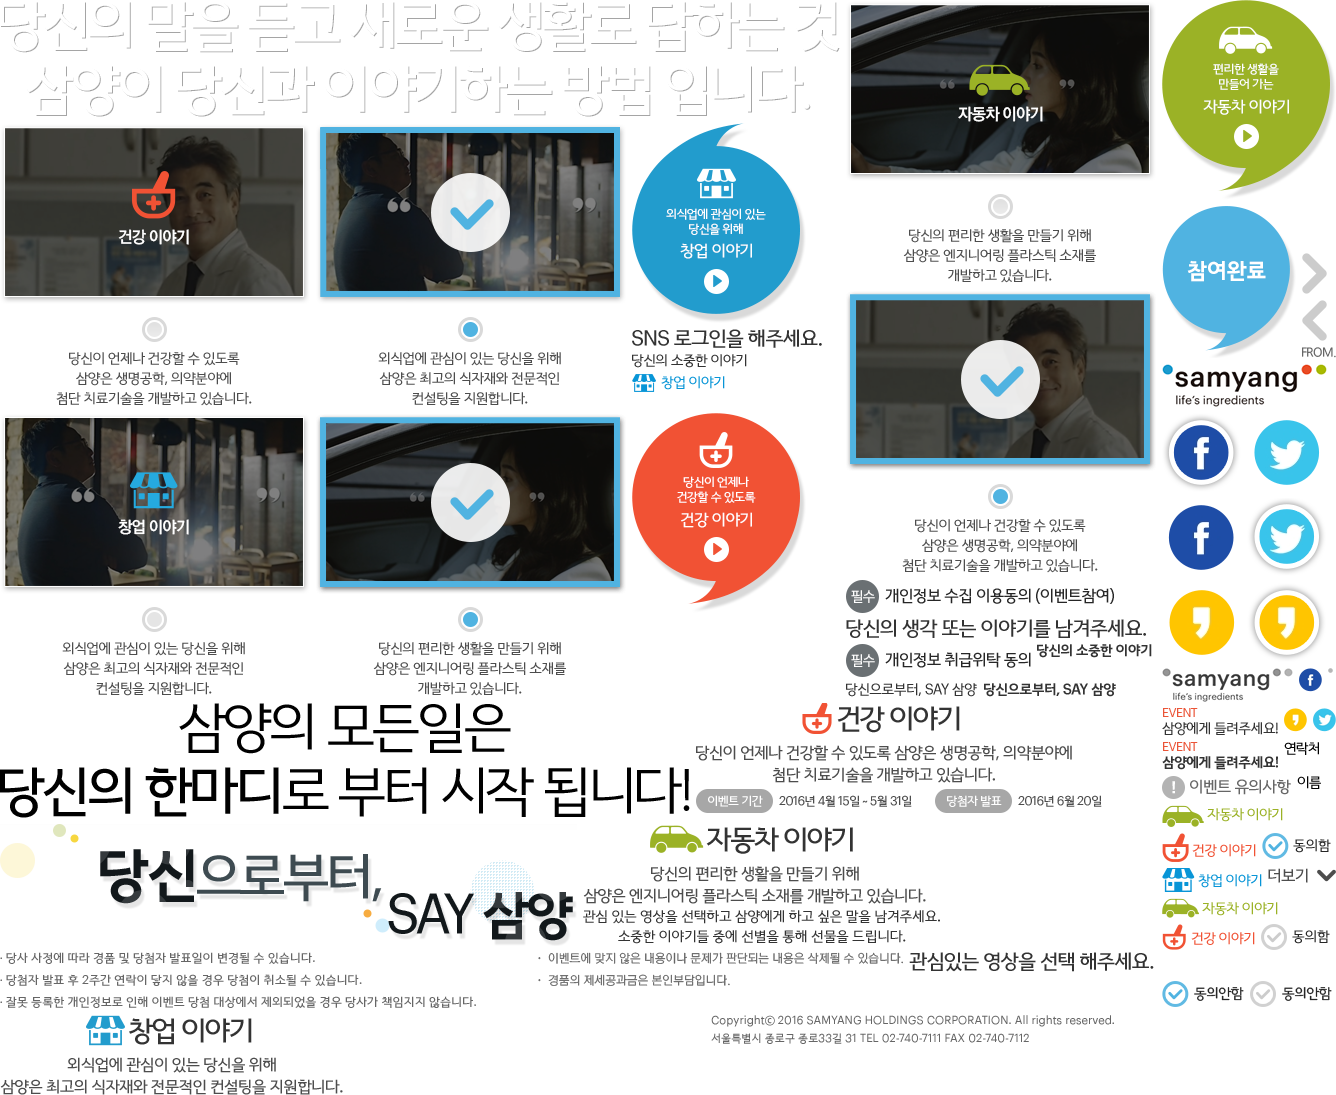 당신의 말을 듣고 새로운 생활로 답하는 것
삼양이 당신과 이야기하는 방법 입니다.
자동차 이야기
편리한 생활을
만들어 가는
자동차 이야기
건강 이야기
외식업에 관심이 있는
당신을 위해
창업 이야기
당신의 편리한 생활을 만들기 위해
삼양은 엔지니어링 플라스틱 소재를
개발하고 있습니다.
참여완료
당신이 언제나 건강할 수 있도록
삼양은 생명공학, 의약분야에
첨단 치료기술을 개발하고 있습니다.
외식업에 관심이 있는 당신을 위해
삼양은 최고의 식자재와 전문적인
컨설팅을 지원합니다.
SNS 로그인을 해주세요.
당신의 소중한 이야기
창업 이야기
FROM.
samyang
life's ingredients
창업 이야기
당신이 언제나
건강할 수 있도록
건강 이야기
당신이 언제나 건강할 수 있도록
삼양은 생명공학, 의약분야에
첨단 치료기술을 개발하고 있습니다.
필수 개인정보 수집 이용동의 (이벤트참여)
당신의 생각 또는 이야기를 남겨주세요.
필수 개인정보 취급위탁 동의
당신의 소중한 이야기
당신으로부터, SAY 삼양 당신으로부터, SAY 삼양
외식업에 관심이 있는 당신을 위해
삼양은 최고의 식자재와 전문적인
컨설팅을 지원합니다.
당신의 편리한 생활을 만들기 위해
삼양은 엔지니어링 플라스틱 소재를
개발하고 있습니다.
samyang
life's ingredients
EVENT
삼양에게 들려주세요!
EVENT
삼양에게 들려주세요!
연락처
이벤트 유의사항
이름
자동차 이야기
건강 이야기
동의함
창업 이야기
더보기
자동차 이야기
건강 이야기
동의함
동의안함
동의안함
삼양의 모든일은
당신의 한마디로 부터 시작 됩니다!
건강 이야기
당신이 언제나 건강할 수 있도록 삼양은 생명공학, 의약분야에
첨단 치료기술을 개발하고 있습니다.
이벤트 기간 2016년 4월 15일 ~ 5월 31일 당첨자 발표 2016년 6월 20일
자동차 이야기
당신의 편리한 생활을 만들기 위해
삼양은 엔지니어링 플라스틱 소재를 개발하고 있습니다.
관심 있는 영상을 선택하고 삼양에게 하고 싶은 말을 남겨주세요.
소중한 이야기들 중에 선별을 통해 선물을 드립니다.
당신으로부터,
SAY 삼양
· 당사 사정에 따라 경품 및 당첨자 발표일이 변경될 수 있습니다.
· 당첨자 발표 후 2주간 연락이 닿지 않을 경우 당첨이 취소될 수 있습니다.
· 잘못 등록한 개인정보로 인해 이벤트 당첨 대상에서 제외되었을 경우 당사가 책임지지 않습니다.
· 이벤트에 맞지 않은 내용이나 문제가 판단되는 내용은 삭제될 수 있습니다.
· 경품의 제세공과금은 본인부담입니다.
관심있는 영상을 선택 해주세요.
창업 이야기
외식업에 관심이 있는 당신을 위해
삼양은 최고의 식자재와 전문적인 컨설팅을 지원합니다.
Copyright© 2016 SAMYANG HOLDINGS CORPORATION. All rights reserved.
서울특별시 종로구 종로33길 31 TEL 02-740-7111 FAX 02-740-7112